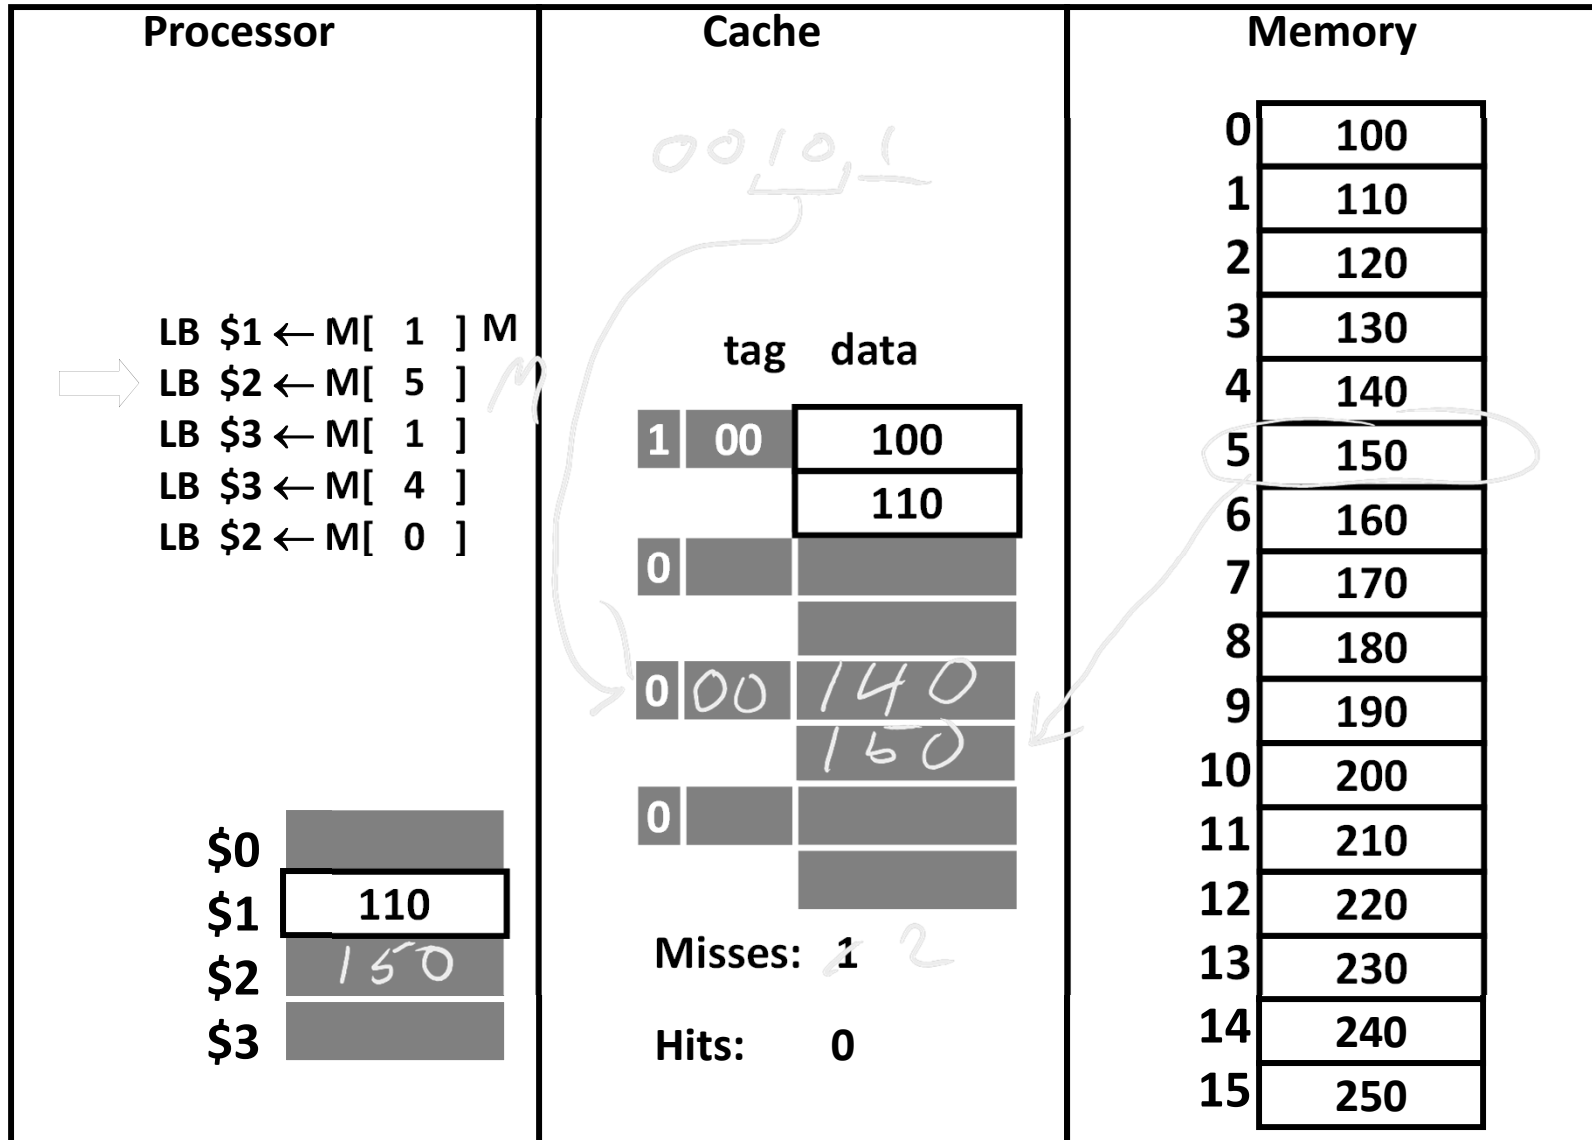 Processor
LB $1 ← M[ 1 ] M
LB $2 ← M[ 5 ] M
LB $3 ← M[ 1 ]
LB $3 ← M[ 4 ]
LB $2 ← M[ 0 ]
$0
$1 110
$2 150
$3
Cache
00101
tag data
1 00 100
110
0
0 00 140
150
0
Misses: 1 2
Hits: 0
Memory
0 100
1 110
2 120
3 130
4 140
5 150
6 160
7 170
8 180
9 190
10 200
11 210
12 220
13 230
14 240
15 250